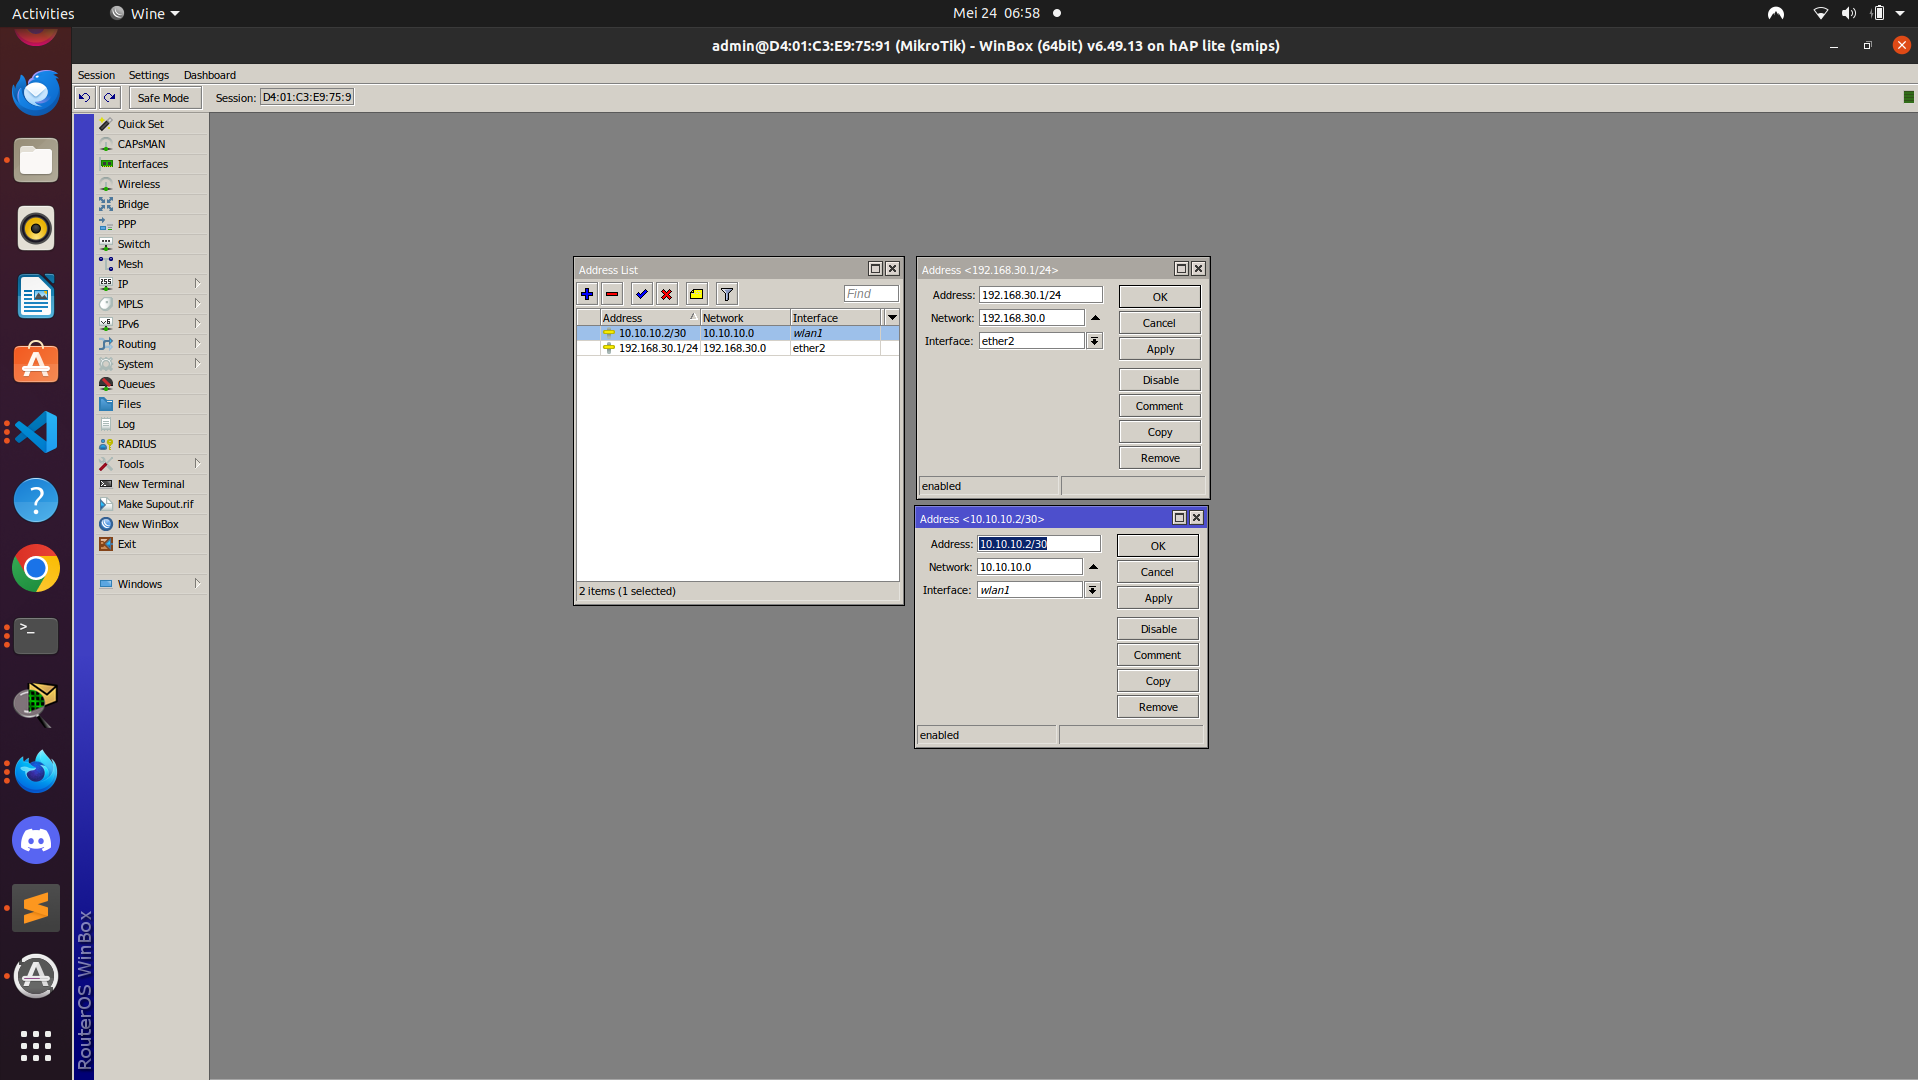 Activities
Wine
Mei 24 06:58
admin@D4:01:C3:E9:75:91 (MikroTik) - WinBox (64bit) v6.49.13 on hAP lite (smips)
Session Settings Dashboard
Safe Mode
Session: D4:01:C3:E9:75:9
Quick Set
CAPsMAN
Interfaces
Wireless
Bridge
PPP
Switch
Mesh
IP
MPLS
IPv6
Routing
System
Queues
Files
Log
RADIUS
Tools
New Terminal
Make Supout.rif
New WinBox
Exit
Windows
RouterOS WinBox
Address List
Find
Address Network Interface
10.10.10.2/30 10.10.10.0 wlan1
192.168.30.1/24 192.168.30.0 ether2
2 items (1 selected)
Address <192.168.30.1/24>
Address: 192.168.30.1/24
Network: 192.168.30.0
Interface: ether2
OK
Cancel
Apply
Disable
Comment
Copy
Remove
enabled
Address <10.10.10.2/30>
Address: 10.10.10.2/30
Network: 10.10.10.0
Interface: wlan1
OK
Cancel
Apply
Disable
Comment
Copy
Remove
enabled